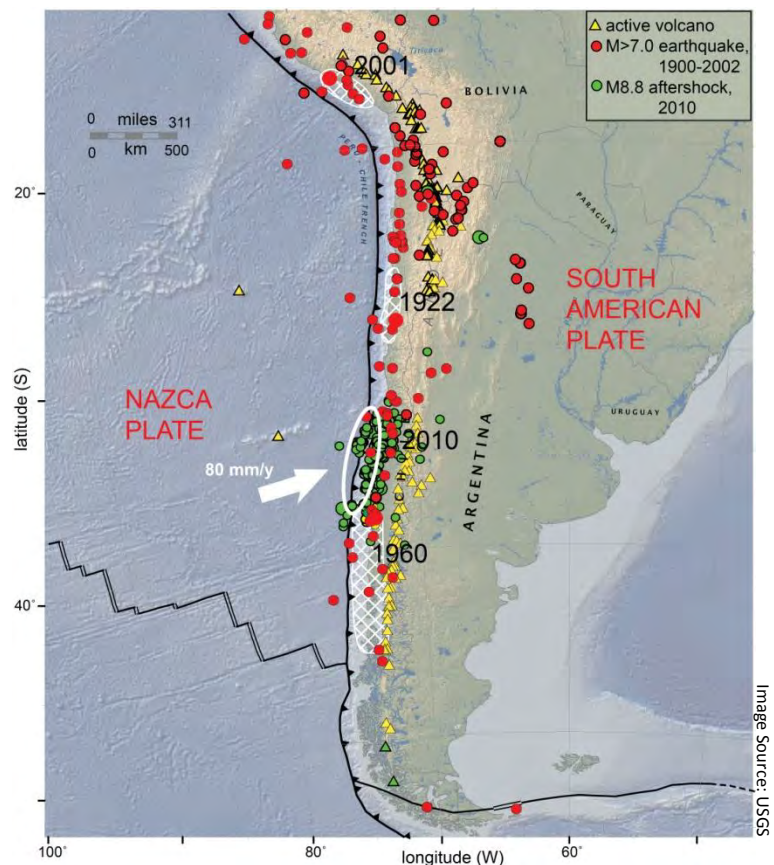 active volcano
M>7.0 earthquake,
1900-2002
M8.8 aftershock,
2010
2001
BOLIVIA
0 miles 311
0 km 500
PERU - CHILE TRENCH
20˚
PARAGUAY
SOUTH
AMERICAN
PLATE
1922
NAZCA
PLATE
URUGUAY
latitude (S)
2010
80 mm/y
ARGENTINA
1960
40˚
Image Source: USGS
100˚
80˚
longitude (W)
60˚